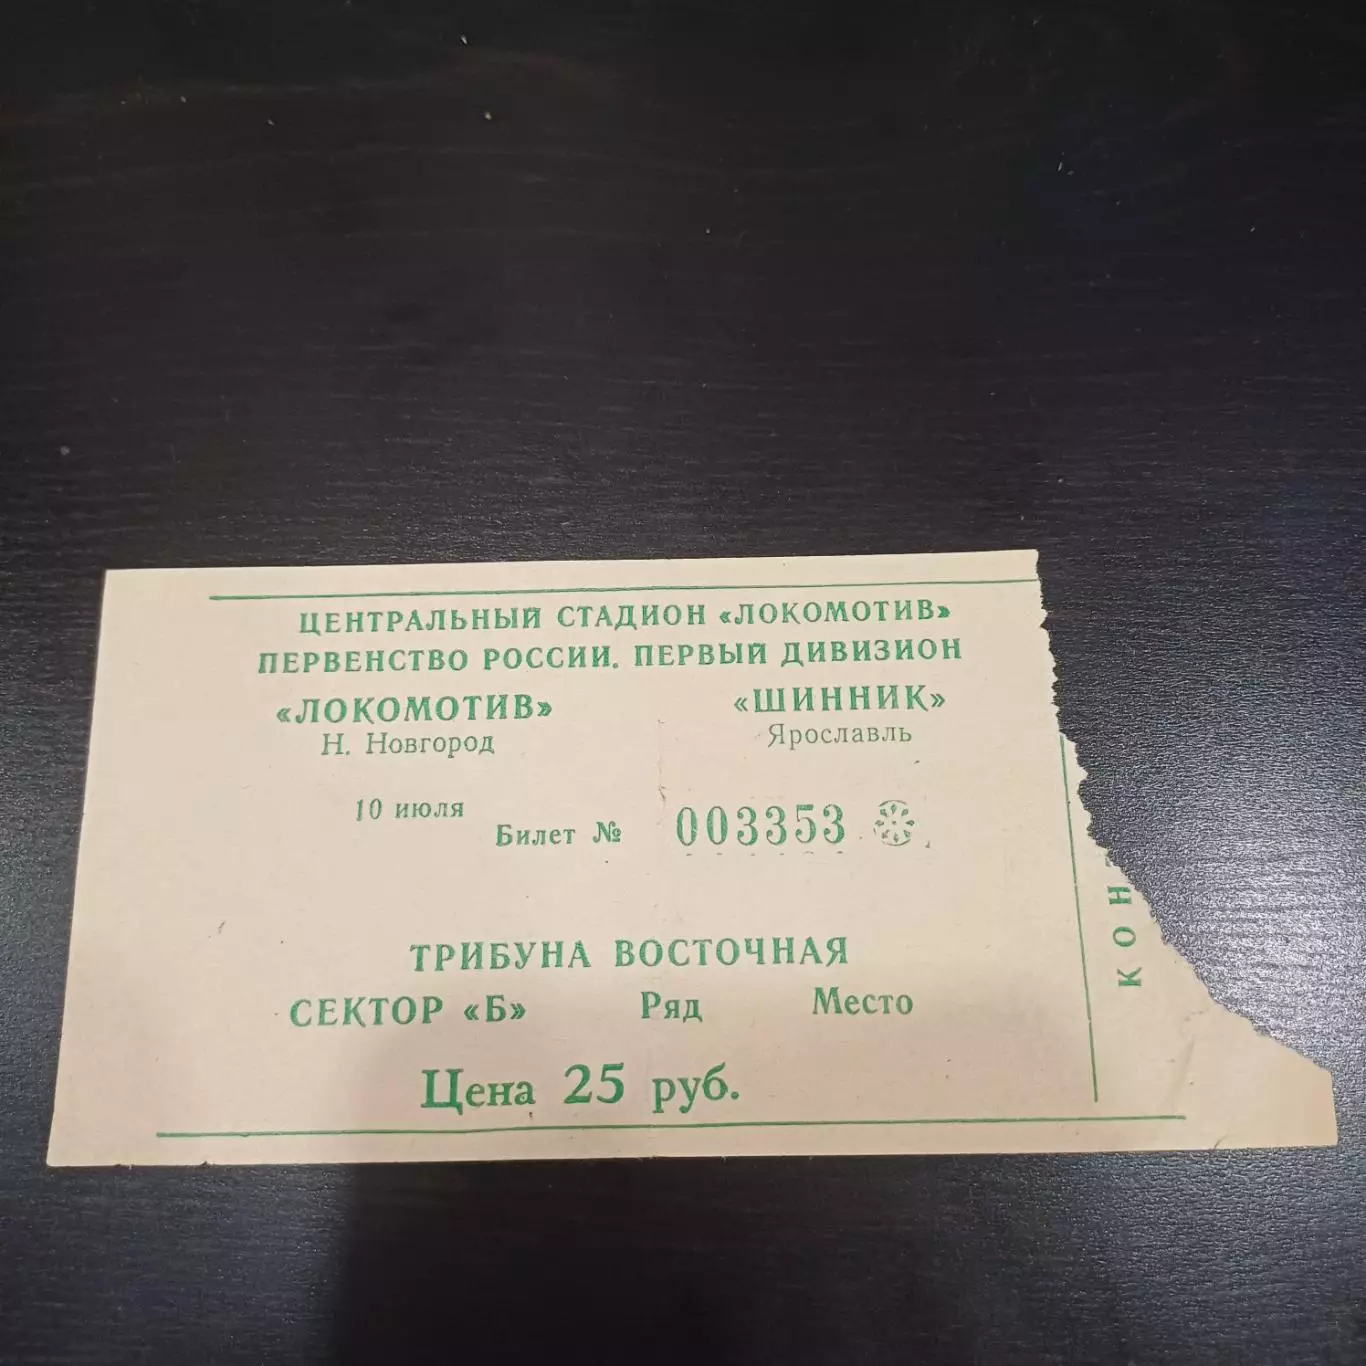 ЦЕНТРАЛЬНЫЙ СТАДИОН «ЛОКОМОТИВ»
ПЕРВЕНСТВО РОССИИ. ПЕРВЫЙ ДИВИЗИОН
«ЛОКОМОТИВ» «ШИННИК»
Н. Новгород Ярославль
10 июля
Билет № 003353
ТРИБУНА ВОСТОЧНАЯ
СЕКТОР «Б» Ряд Место
Цена 25 руб.
КОН